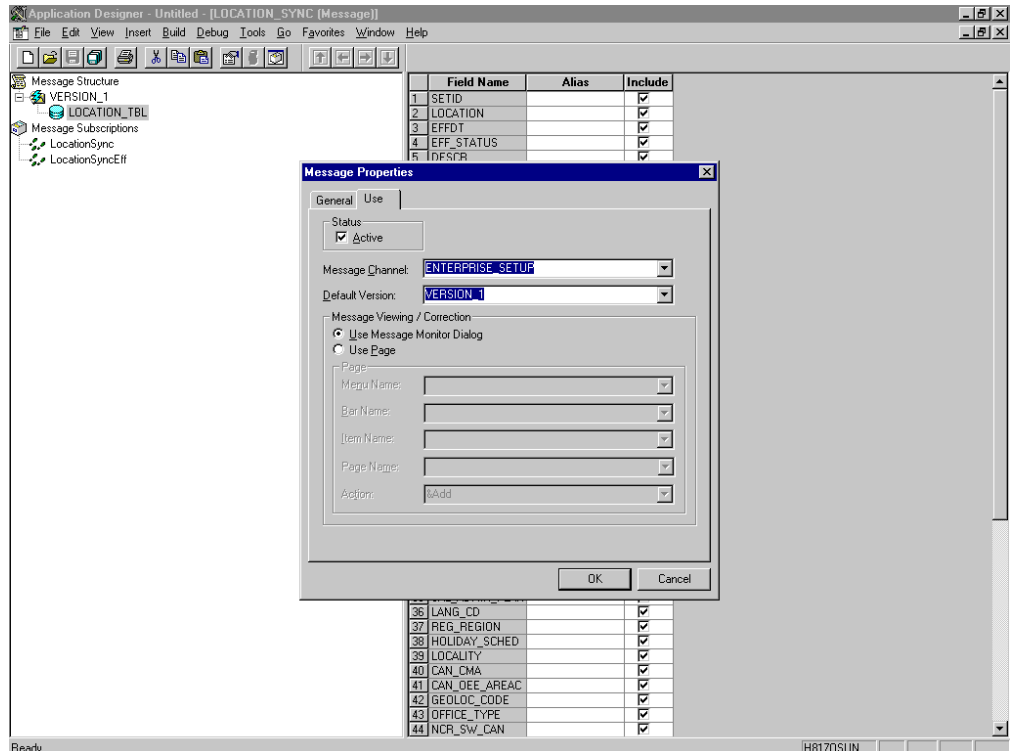 Application Designer - Untitled - [LOCATION_SYNC (Message)]
File Edit View Insert Build Debug Tools Go Favorites Window Help
Message Structure
VERSION_1
LOCATION_TBL
Message Subscriptions
LocationSync
LocationSyncEff
Field Name Alias Include
1 SETID
2 LOCATION
3 EFFDT
4 EFF_STATUS
5 DESCR
Message Properties
General Use
Status
Active
Message Channel: ENTERPRISE_SETUP
Default Version: VERSION_1
Message Viewing / Correction
Use Message Monitor Dialog
Use Page
Page
Menu Name:
Bar Name:
Item Name:
Page Name:
Action: &Add
OK Cancel
36 LANG_CD
37 REG_REGION
38 HOLIDAY_SCHED
39 LOCALITY
40 CAN_CMA
41 CAN_OEE_AREAC
42 GEOLOC_CODE
43 OFFICE_TYPE
44 NCR_SW_CAN
Ready H817OSUN